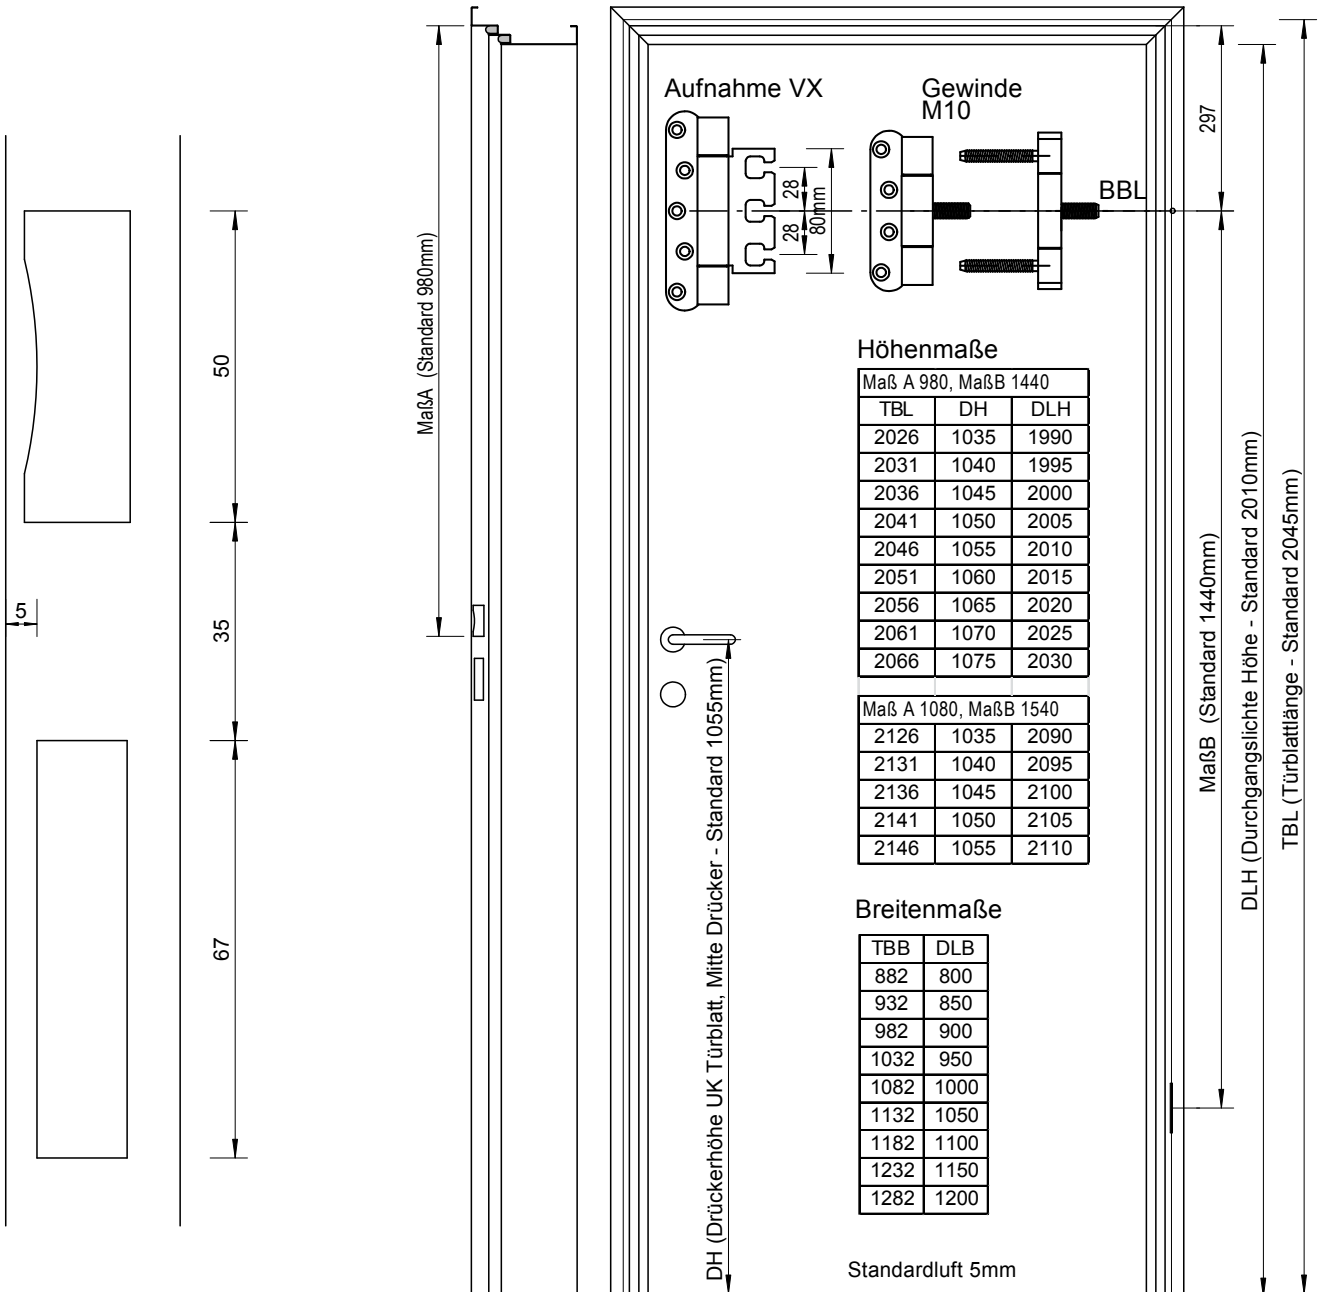 50
35
67
5
MaßA (Standard 980mm)
Aufnahme VX
Gewinde
M10
28
28
80mm
BBL
297
Höhenmaße
Maß A 980, MaßB 1440
TBL DH DLH
2026 1035 1990
2031 1040 1995
2036 1045 2000
2041 1050 2005
2046 1055 2010
2051 1060 2015
2056 1065 2020
2061 1070 2025
2066 1075 2030
Maß A 1080, MaßB 1540
2126 1035 2090
2131 1040 2095
2136 1045 2100
2141 1050 2105
2146 1055 2110
Breitenmaße
TBB DLB
882 800
932 850
982 900
1032 950
1082 1000
1132 1050
1182 1100
1232 1150
1282 1200
Standardluft 5mm
DH (Drückerhöhe UK Türblatt, Mitte Drücker - Standard 1055mm)
MaßB (Standard 1440mm)
DLH (Durchgangslichte Höhe - Standard 2010mm)
TBL (Türblattlänge - Standard 2045mm)